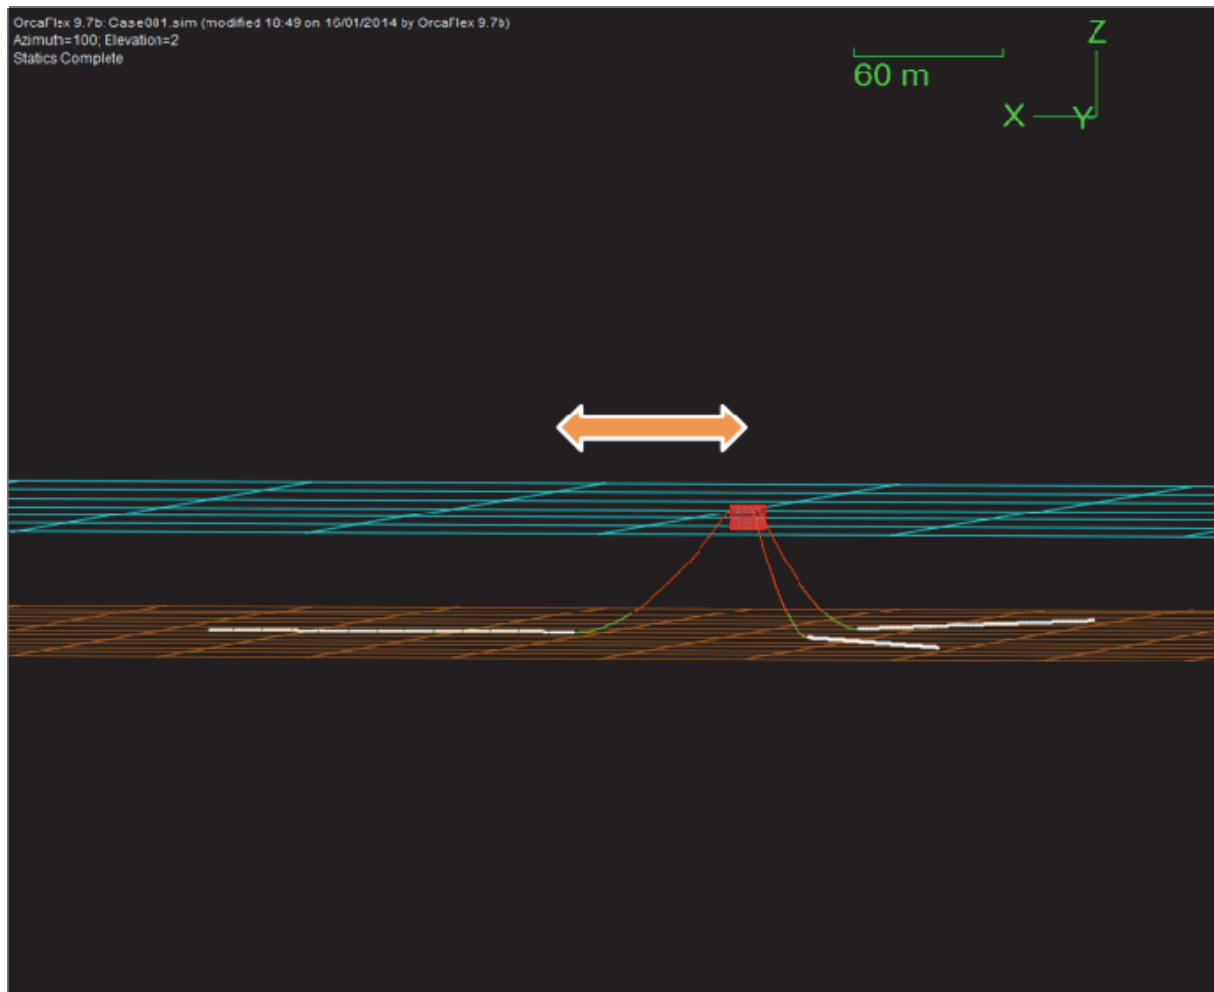 OrcaFlex 9.7b: Case001.sim (modified 10:49 on 16/01/2014 by OrcaFlex 9.7b)
Azimuth=100; Elevation=2
Statics Complete
Z
60 m
X
Y